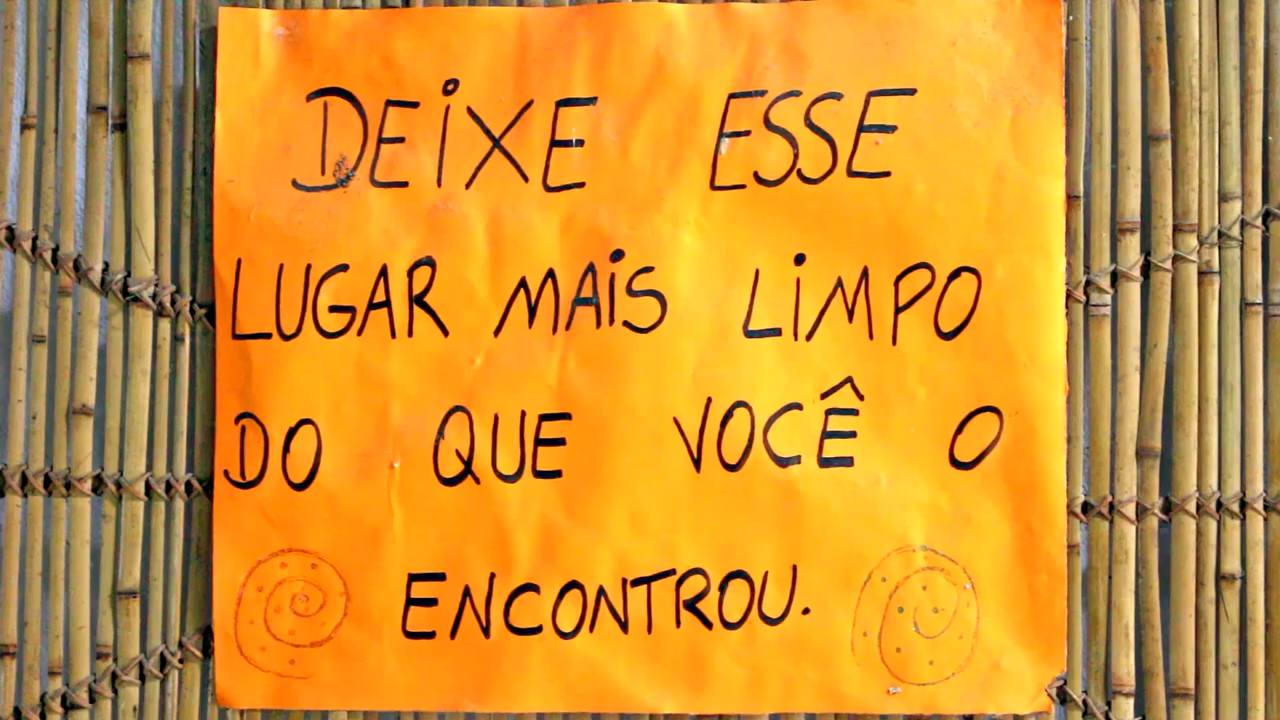 DEIXE ESSE
LUGAR MAIS LIMPO
DO QUE VOCÊ O
ENCONTROU.